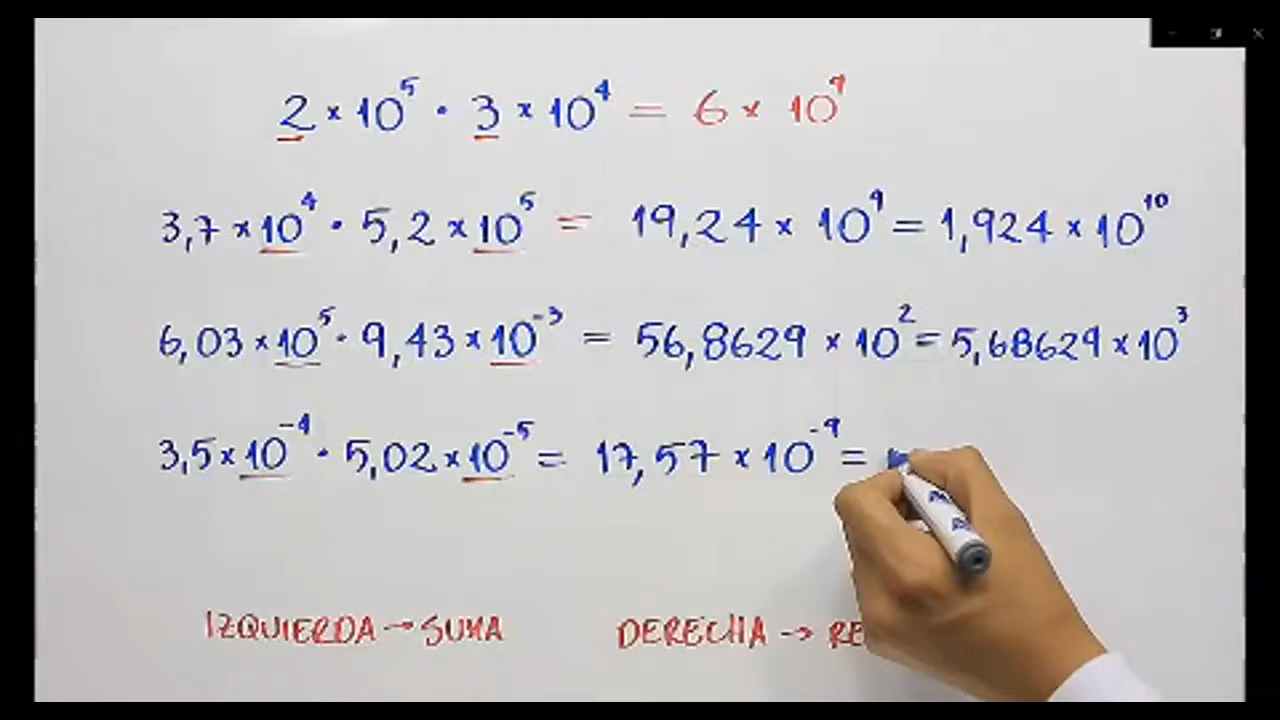 2 × 10⁵ · 3 × 10⁴ = 6 × 10⁹
3,7 × 10⁴ · 5,2 × 10⁵ = 19,24 × 10⁹ = 1,924 × 10¹⁰
6,03 × 10⁵ · 9,43 × 10⁻³ = 56,8629 × 10² = 5,68629 × 10³
3,5 × 10⁻⁴ · 5,02 × 10⁻⁵ = 17,57 × 10⁻⁹ =
IZQUIERDA → SUMA DERECHA → RE